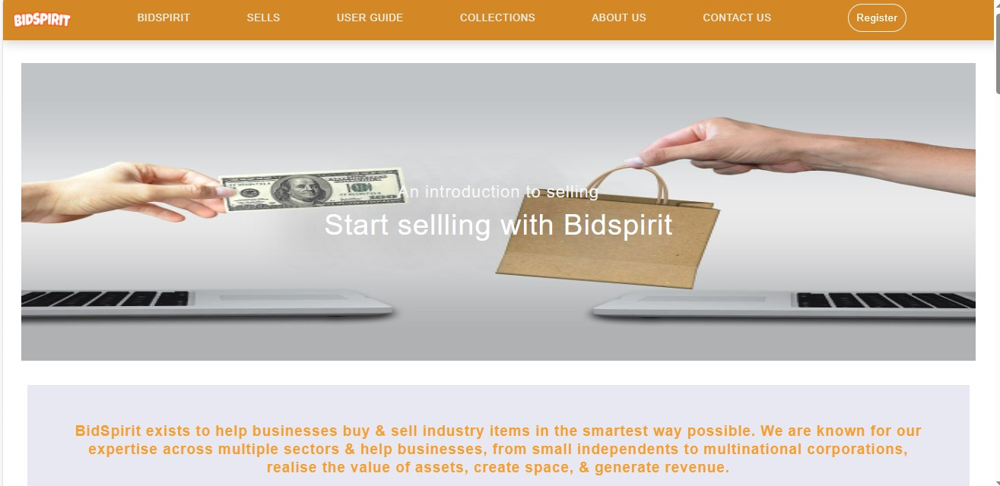 BIDSPIRIT
BIDSPIRIT
SELLS
USER GUIDE
COLLECTIONS
ABOUT US
CONTACT US
Register
100
An introduction to selling
Start sellling with Bidspirit
BidSpirit exists to help businesses buy & sell industry items in the smartest way possible. We are known for our
expertise across multiple sectors & help businesses, from small independents to multinational corporations,
realise the value of assets, create space, & generate revenue.